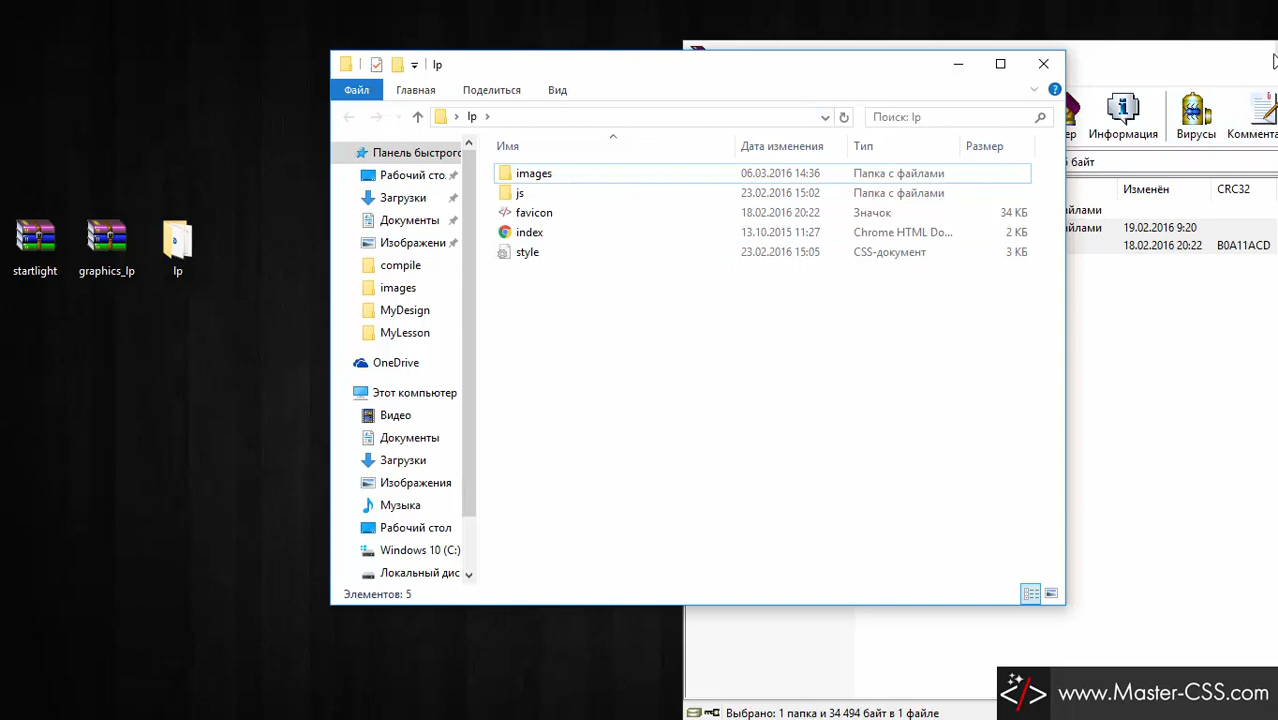 lp
Файл Главная Поделиться Вид
lp
Поиск: lp
Информация
Вирусы
байт
Имя Дата изменения Тип Размер
Изменён CRC32
Панель быстрого
Рабочий сто.
Загрузки
Документы
Изображени
compile
images
MyDesign
MyLesson
OneDrive
Этот компьютер
Видео
Документы
Загрузки
Изображения
Музыка
Рабочий стол
Windows 10 (C:)
Локальный дис
images 06.03.2016 14:36 Папка с файлами
js 23.02.2016 15:02 Папка с файлами
favicon 18.02.2016 20:22 Значок 34 КБ
index 13.10.2015 11:27 Chrome HTML Do... 2 КБ
style 23.02.2016 15:05 CSS-документ 3 КБ
19.02.2016 9:20
18.02.2016 20:22 B0A11ACD
startlight
graphics_lp
lp
Элементов: 5
www.Master-CSS.com
Выбрано: 1 папка и 34 494 байт в 1 файле